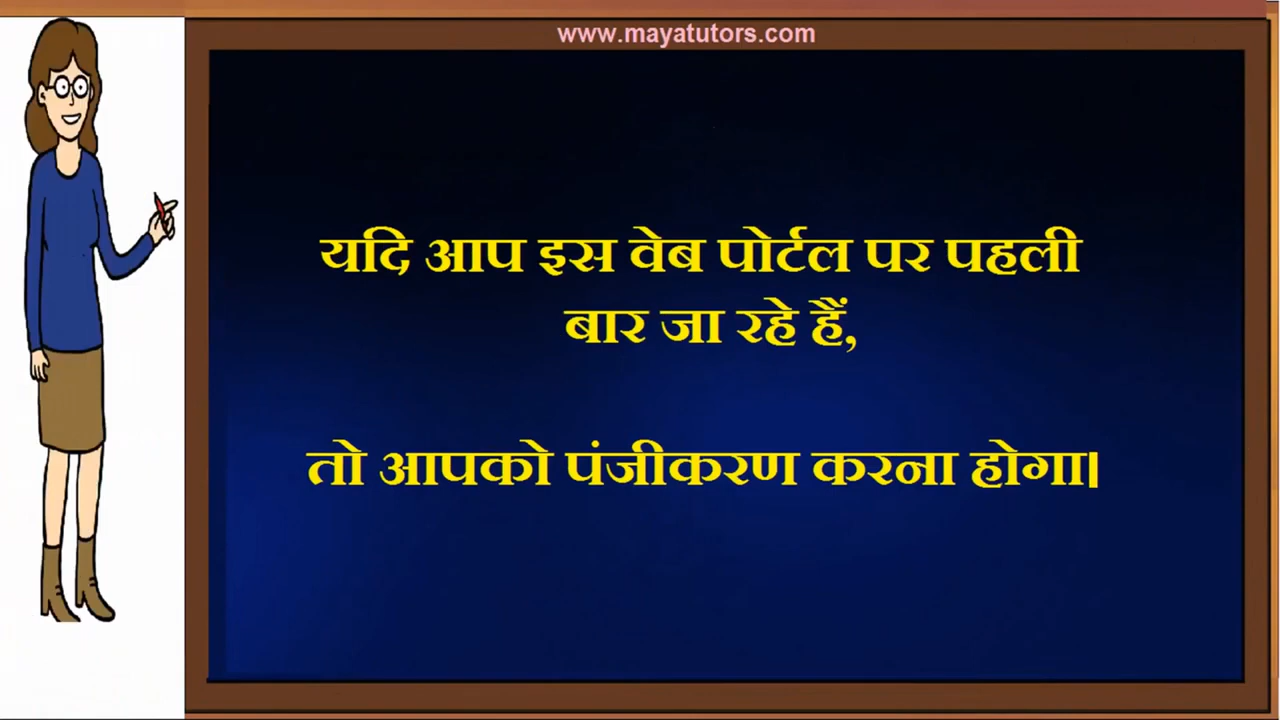 www.mayatutors.com
यदि आप इस वेब पोर्टल पर पहली
बार जा रहे हैं,
तो आपको पंजीकरण करना होगा।